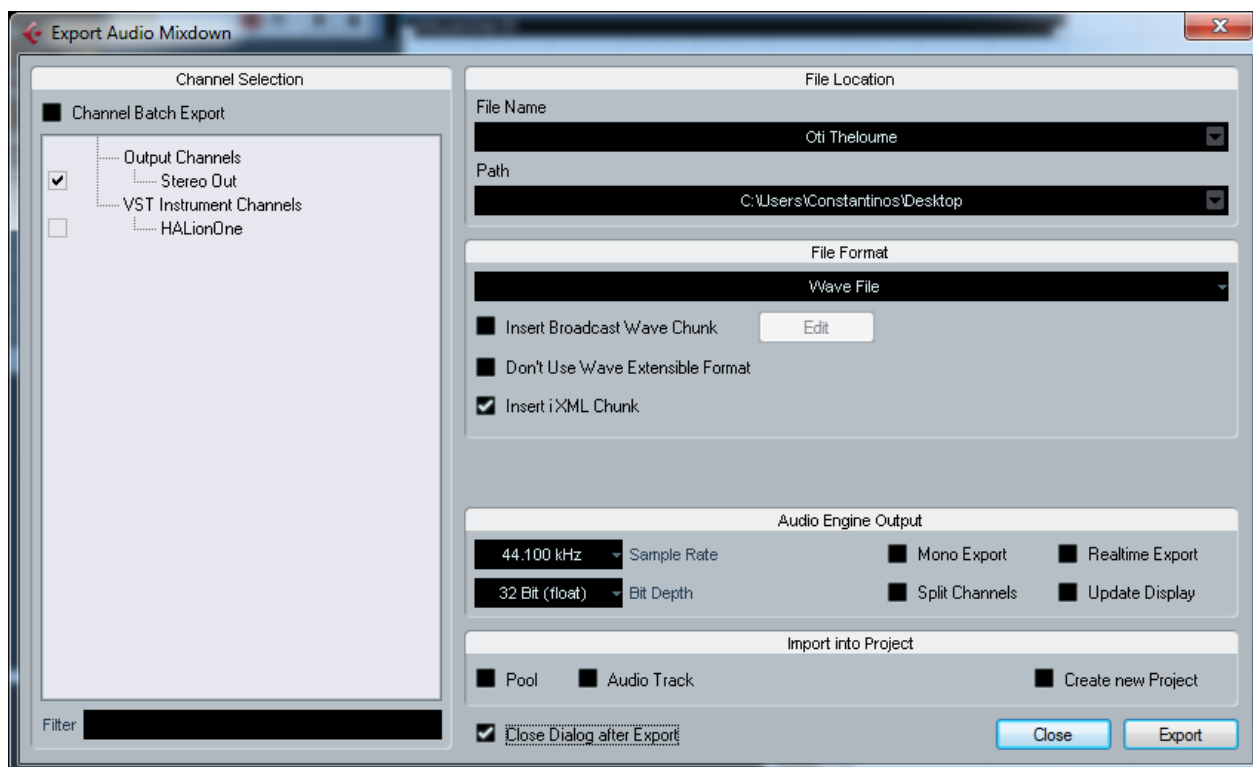 Export Audio Mixdown
Channel Selection
Channel Batch Export
Output Channels
Stereo Out
VST Instrument Channels
HALionOne
Filter
File Location
File Name
Oti Theloume
Path
C:\Users\Constantinos\Desktop
File Format
Wave File
Insert Broadcast Wave Chunk Edit
Don't Use Wave Extensible Format
Insert iXML Chunk
Audio Engine Output
44.100 kHz Sample Rate Mono Export Realtime Export
32 Bit (float) Bit Depth Split Channels Update Display
Import into Project
Pool Audio Track Create new Project
Close Dialog after Export Close Export